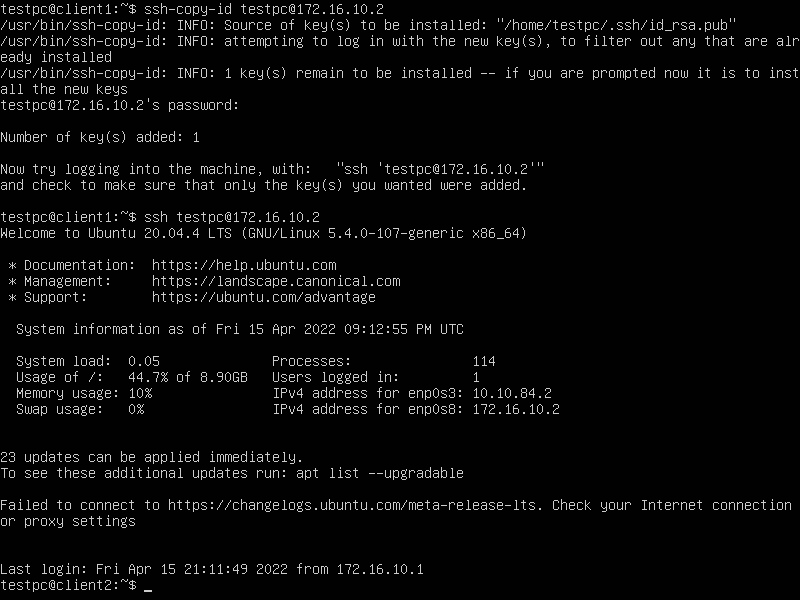 testpc@client1:~$ ssh-copy-id testpc@172.16.10.2
/usr/bin/ssh-copy-id: INFO: Source of key(s) to be installed: "/home/testpc/.ssh/id_rsa.pub"
/usr/bin/ssh-copy-id: INFO: attempting to log in with the new key(s), to filter out any that are alr
eady installed
/usr/bin/ssh-copy-id: INFO: 1 key(s) remain to be installed -- if you are prompted now it is to inst
all the new keys
testpc@172.16.10.2's password:

Number of key(s) added: 1

Now try logging into the machine, with:   "ssh 'testpc@172.16.10.2'"
and check to make sure that only the key(s) you wanted were added.

testpc@client1:~$ ssh testpc@172.16.10.2
Welcome to Ubuntu 20.04.4 LTS (GNU/Linux 5.4.0-107-generic x86_64)

 * Documentation:  https://help.ubuntu.com
 * Management:     https://landscape.canonical.com
 * Support:        https://ubuntu.com/advantage

  System information as of Fri 15 Apr 2022 09:12:55 PM UTC

  System load:  0.05              Processes:               114
  Usage of /:   44.7% of 8.90GB   Users logged in:         1
  Memory usage: 10%               IPv4 address for enp0s3: 10.10.84.2
  Swap usage:   0%                IPv4 address for enp0s8: 172.16.10.2


23 updates can be applied immediately.
To see these additional updates run: apt list --upgradable

Failed to connect to https://changelogs.ubuntu.com/meta-release-lts. Check your Internet connection
or proxy settings


Last login: Fri Apr 15 21:11:49 2022 from 172.16.10.1
testpc@client2:~$ _